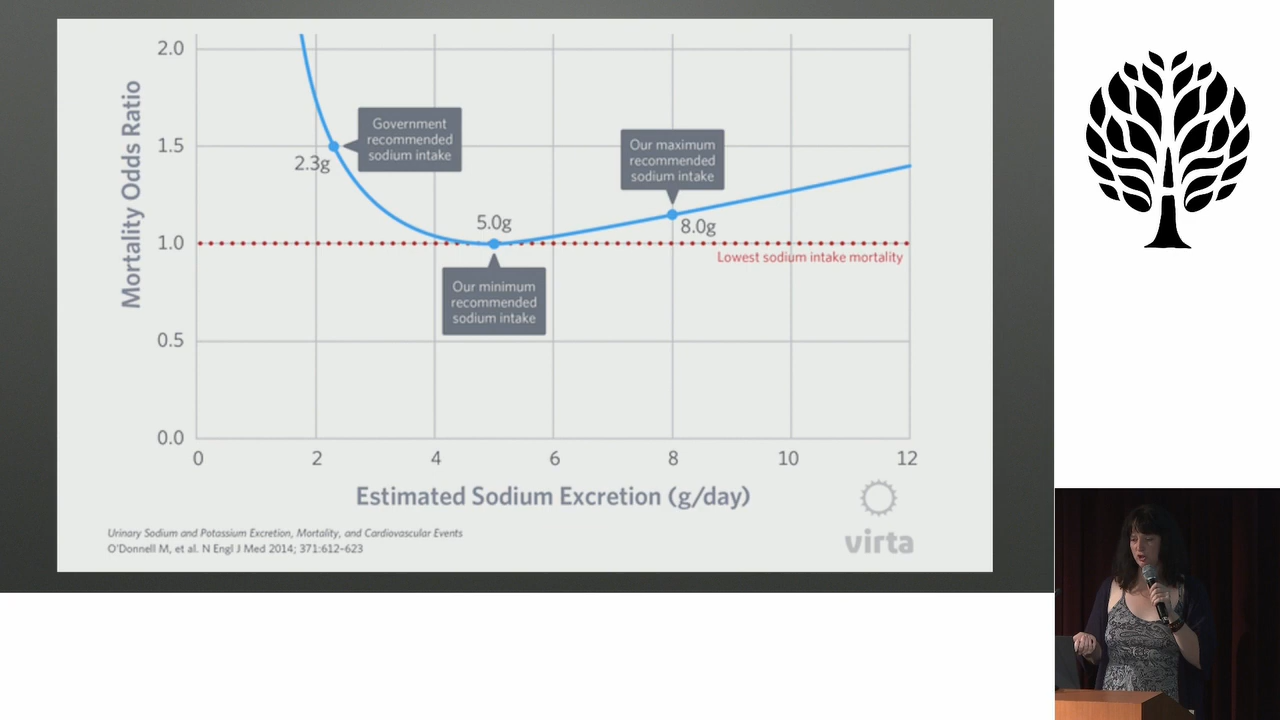 2.0
1.5
1.0
0.5
0.0
Mortality Odds Ratio
Government
recommended
sodium intake
2.3g
5.0g
Our minimum
recommended
sodium intake
Our maximum
recommended
sodium intake
8.0g
Lowest sodium intake mortality
0 2 4 6 8 10 12
Estimated Sodium Excretion (g/day)
Urinary Sodium and Potassium Excretion, Mortality, and Cardiovascular Events
O'Donnell M, et al. N Engl J Med 2014; 371:612–623
virta